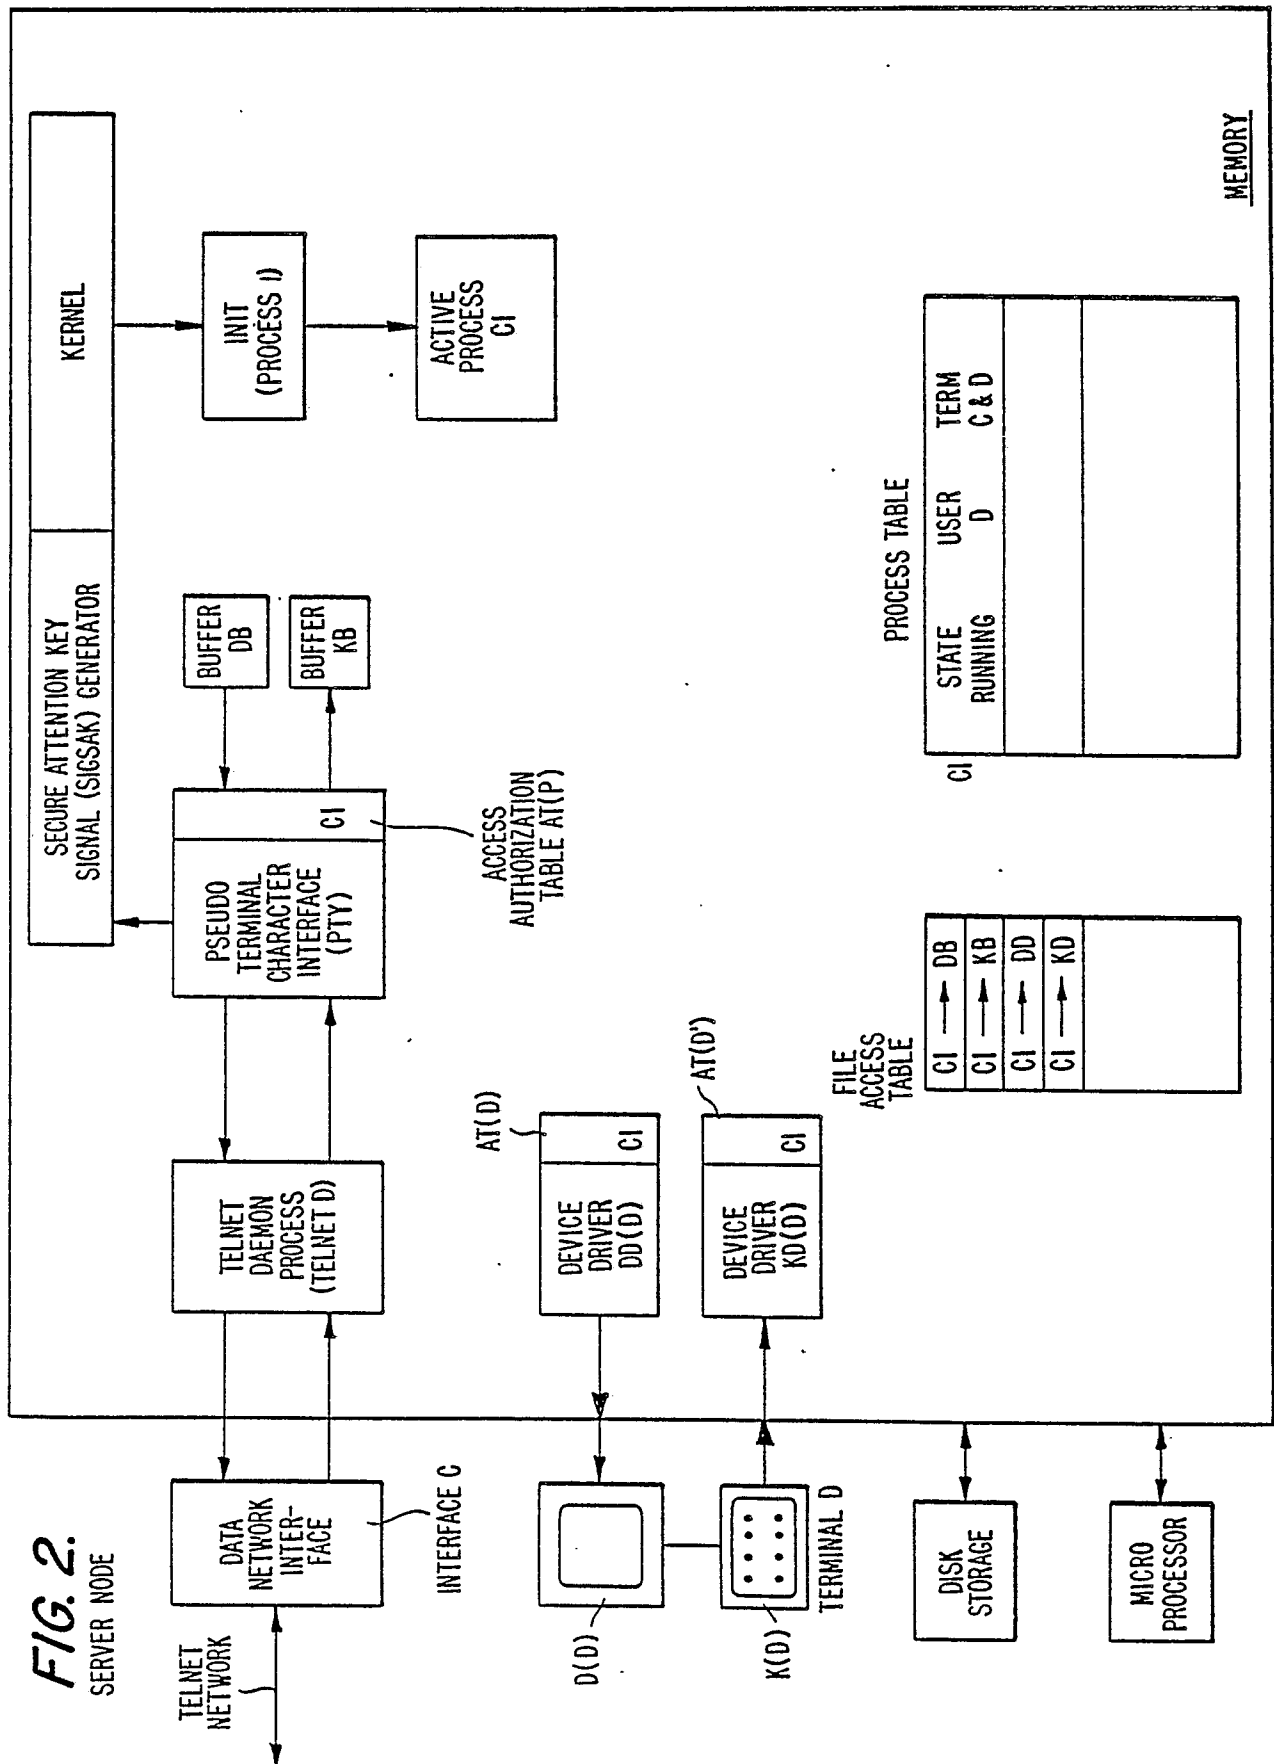 FIG. 2.
SERVER NODE
TELNET
NETWORK
DATA
NETWORK
INTER-
FACE
INTERFACE C
TELNET
DAEMON
PROCESS
(TELNET D)
PSEUDO
TERMINAL
CHARACTER
INTERFACE
(PTY)
CI
ACCESS
AUTHORIZATION
TABLE AT(P)
BUFFER
DB
BUFFER
KB
SECURE ATTENTION KEY
SIGNAL (SIGSAK) GENERATOR
KERNEL
INIT
(PROCESS I)
ACTIVE
PROCESS
CI
D(D)
K(D)
TERMINAL D
DEVICE
DRIVER
DD(D)
CI
AT(D)
DEVICE
DRIVER
KD(D)
CI
AT(D')
DISK
STORAGE
MICRO
PROCESSOR
FILE
ACCESS
TABLE
CI → DB
CI → KB
CI → DD
CI → KD
PROCESS TABLE
CI
STATE USER TERM
RUNNING D C & D
MEMORY